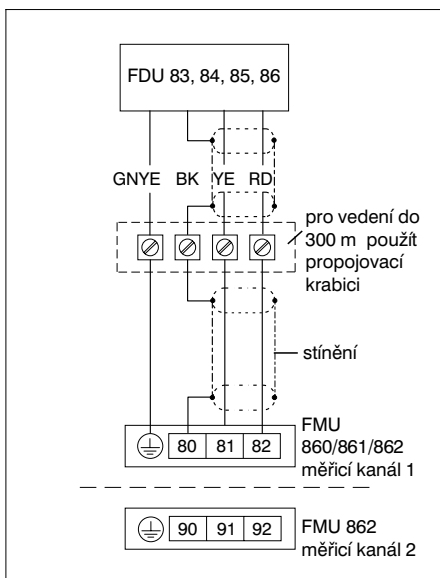 FDU 83, 84, 85, 86
GNYE BK YE RD
pro vedení do
300 m použít
propojovací
krabici
stínění
FMU
860/861/862
měřicí kanál 1
80 81 82
FMU 862
měřicí kanál 2
90 91 92